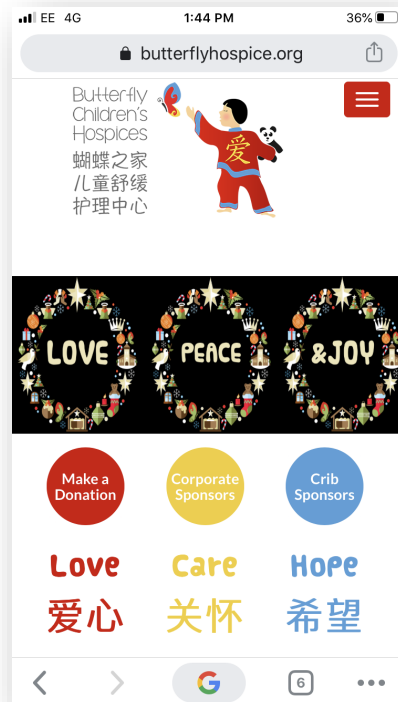 EE 4G 1:44 PM 36%
butterflyhospice.org
Butterfly
Children's
Hospices
蝴蝶之家
儿童舒缓
护理中心
爱
LOVE PEACE &JOY
Make a
Donation
Corporate
Sponsors
Crib
Sponsors
Love Care Hope
爱心 关怀 希望
G 6